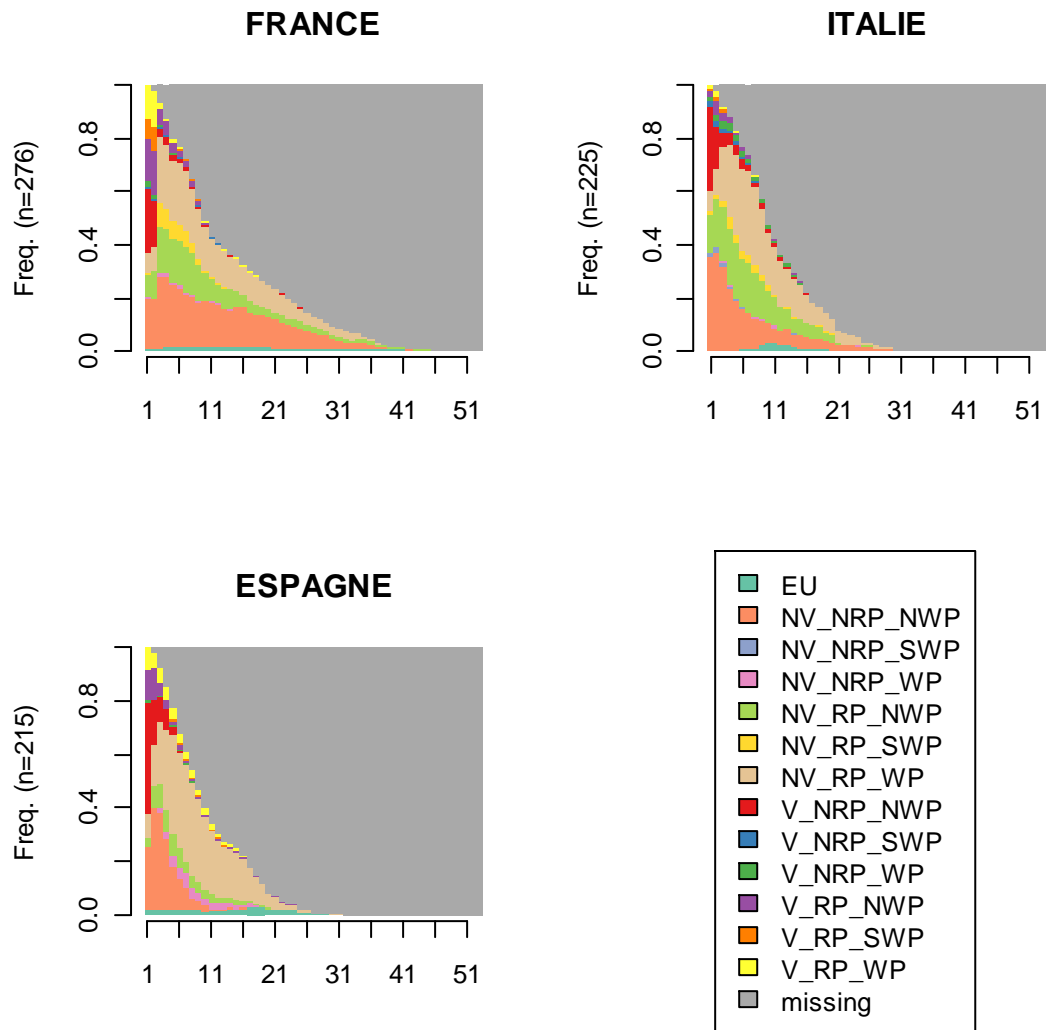 FRANCE
Freq. (n=276)
0.0 0.4 0.8
1 11 21 31 41 51
ITALIE
Freq. (n=225)
0.0 0.4 0.8
1 11 21 31 41 51
ESPAGNE
Freq. (n=215)
0.0 0.4 0.8
1 11 21 31 41 51
EU
NV_NRP_NWP
NV_NRP_SWP
NV_NRP_WP
NV_RP_NWP
NV_RP_SWP
NV_RP_WP
V_NRP_NWP
V_NRP_SWP
V_NRP_WP
V_RP_NWP
V_RP_SWP
V_RP_WP
missing